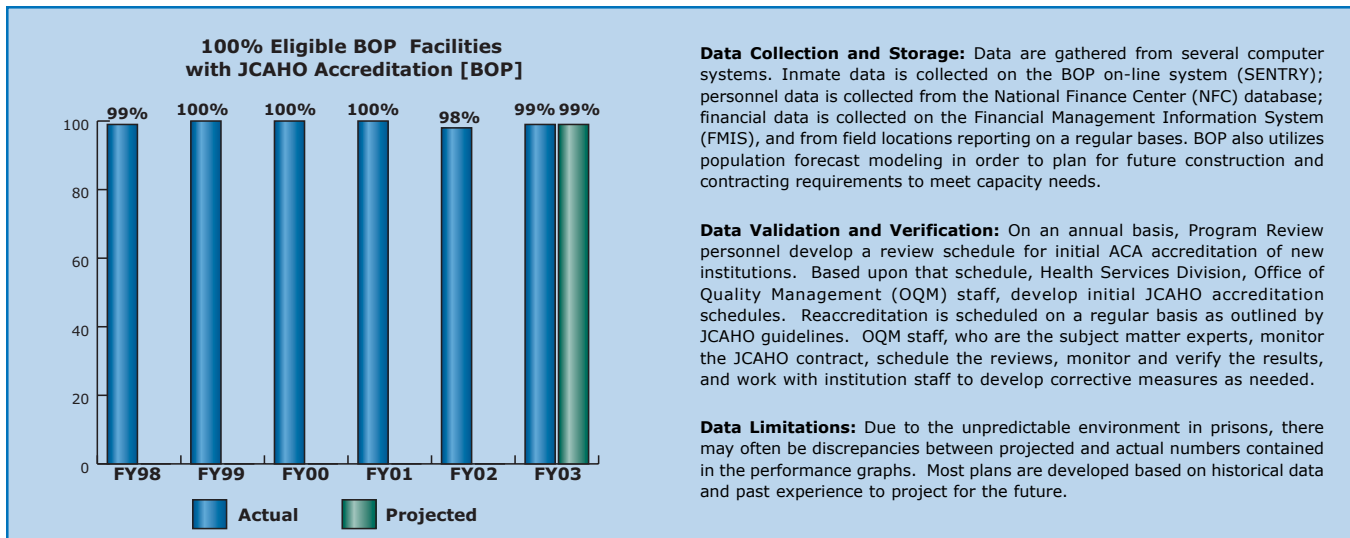 100% Eligible BOP Facilities
with JCAHO Accreditation [BOP]
99% 100% 100% 100% 98% 99% 99%
100
80
60
40
20
0
FY98 FY99 FY00 FY01 FY02 FY03
Actual Projected
Data Collection and Storage: Data are gathered from several computer
systems. Inmate data is collected on the BOP on-line system (SENTRY);
personnel data is collected from the National Finance Center (NFC) database;
financial data is collected on the Financial Management Information System
(FMIS), and from field locations reporting on a regular bases. BOP also utilizes
population forecast modeling in order to plan for future construction and
contracting requirements to meet capacity needs.
Data Validation and Verification: On an annual basis, Program Review
personnel develop a review schedule for initial ACA accreditation of new
institutions. Based upon that schedule, Health Services Division, Office of
Quality Management (OQM) staff, develop initial JCAHO accreditation
schedules. Reaccreditation is scheduled on a regular basis as outlined by
JCAHO guidelines. OQM staff, who are the subject matter experts, monitor
the JCAHO contract, schedule the reviews, monitor and verify the results,
and work with institution staff to develop corrective measures as needed.
Data Limitations: Due to the unpredictable environment in prisons, there
may often be discrepancies between projected and actual numbers contained
in the performance graphs. Most plans are developed based on historical data
and past experience to project for the future.